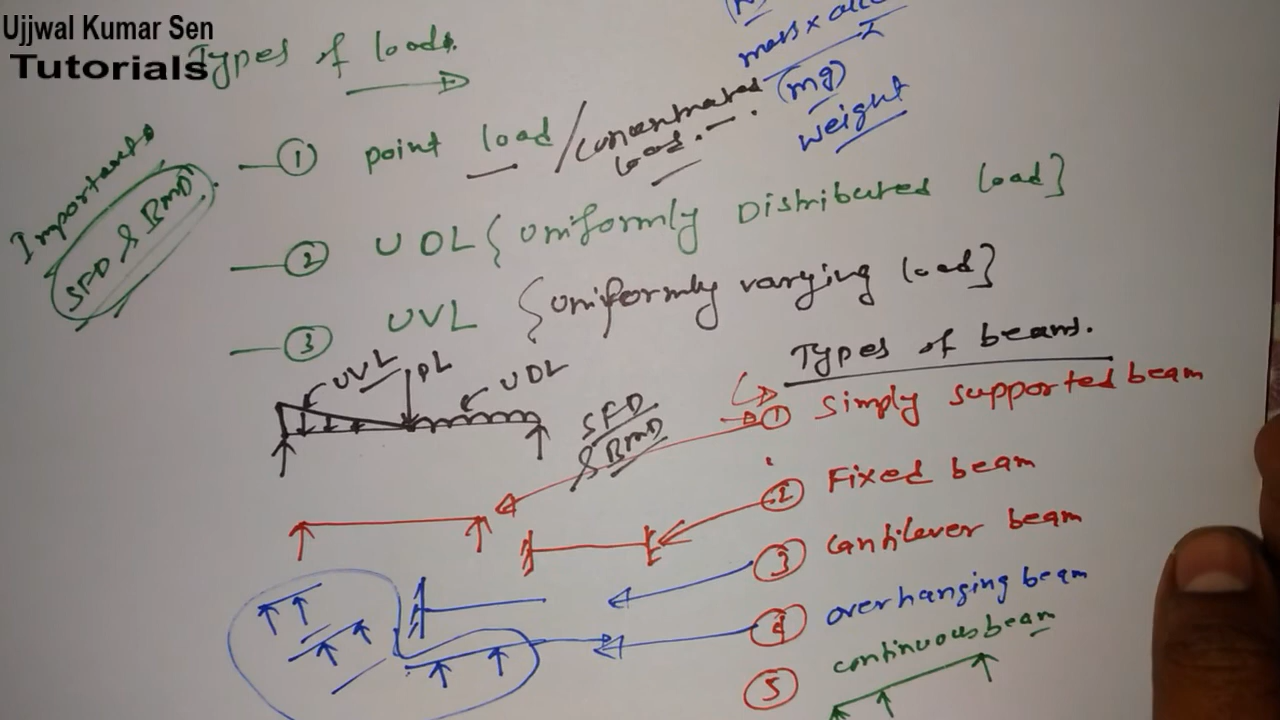 Ujjwal Kumar Sen
Tutorials
Types of loads.
mass x
(mg)
weight
Important
SFD & BMD
1 point load / concentrated load.
2 UDL { uniformly Distributed load]
3 UVL { uniformly varying load]
UVL PL UDL
SFD
& BMD
Types of beams.
1 Simply supported beam
2 Fixed beam
3 cantilever beam
4 overhanging beam
5 continuous beam